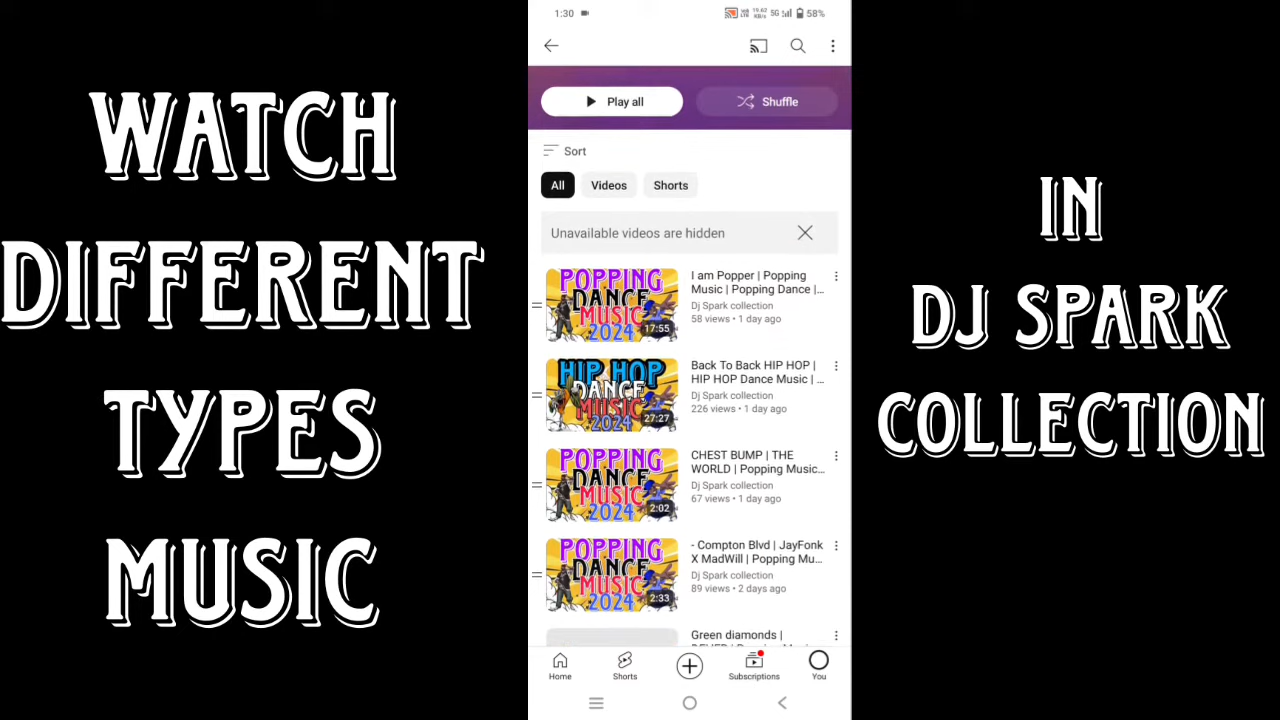 WATCH
DIFFERENT
TYPES
MUSIC
1:30
VoLTE
19.62
KB/s
5G
58%
Play all
Shuffle
Sort
All
Videos
Shorts
Unavailable videos are hidden
POPPING
DANCE
MUSIC
2024
17:55
I am Popper | Popping
Music | Popping Dance |...
Dj Spark collection
58 views • 1 day ago
HIP HOP
DANCE
MUSIC
2024
27:27
Back To Back HIP HOP |
HIP HOP Dance Music | ...
Dj Spark collection
226 views • 1 day ago
POPPING
DANCE
MUSIC
2024
2:02
CHEST BUMP | THE
WORLD | Popping Music...
Dj Spark collection
67 views • 1 day ago
POPPING
DANCE
MUSIC
2024
2:33
- Compton Blvd | JayFonk
X MadWill | Popping Mu...
Dj Spark collection
89 views • 2 days ago
Green diamonds |
Home
Shorts
Subscriptions
You
IN
DJ SPARK
COLLECTION